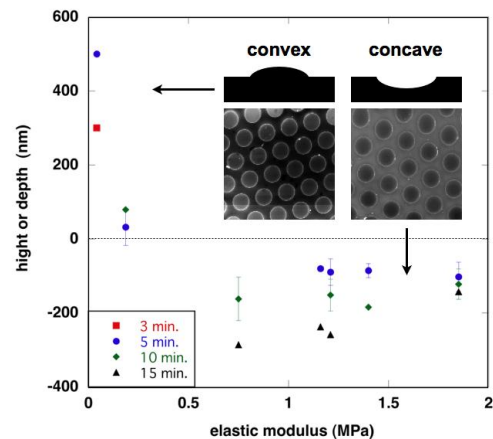 600
convex concave
400
200
0
-200
-400
hight or depth (nm)
3 min.
5 min.
10 min.
15 min.
0 0.5 1 1.5 2
elastic modulus (MPa)